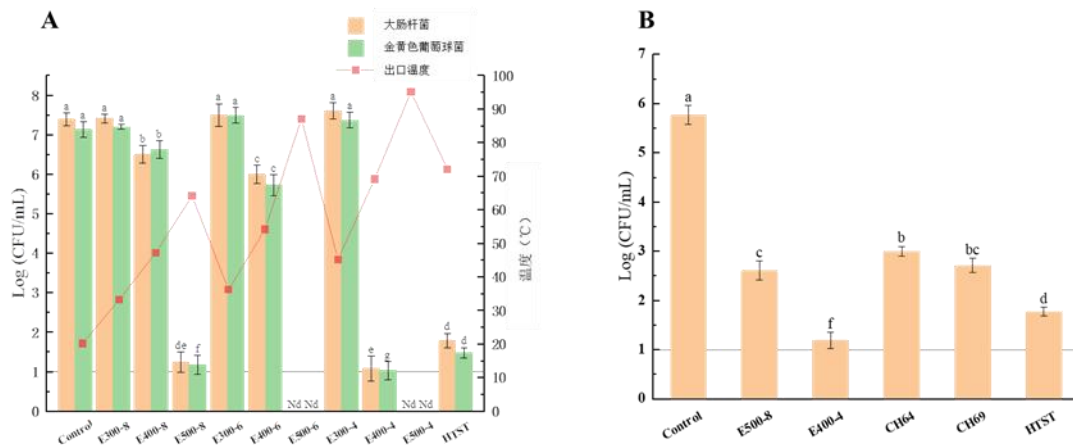 A
大肠杆菌
金黄色葡萄球菌
出口温度
Log (CFU/mL)
8
7
6
5
4
3
2
1
0
a a a a b b de f a a c c Nd Nd a a e g Nd Nd d d
100
90
80
70
60
50
40
30
20
10
0
温度（℃）
Control E300-8 E400-8 E500-8 E300-6 E400-6 E500-6 E300-4 E400-4 E500-4 HTST
B
Log (CFU/mL)
7
6
5
4
3
2
1
0
a c f b bc d
Control E500-8 E400-4 CH64 CH69 HTST